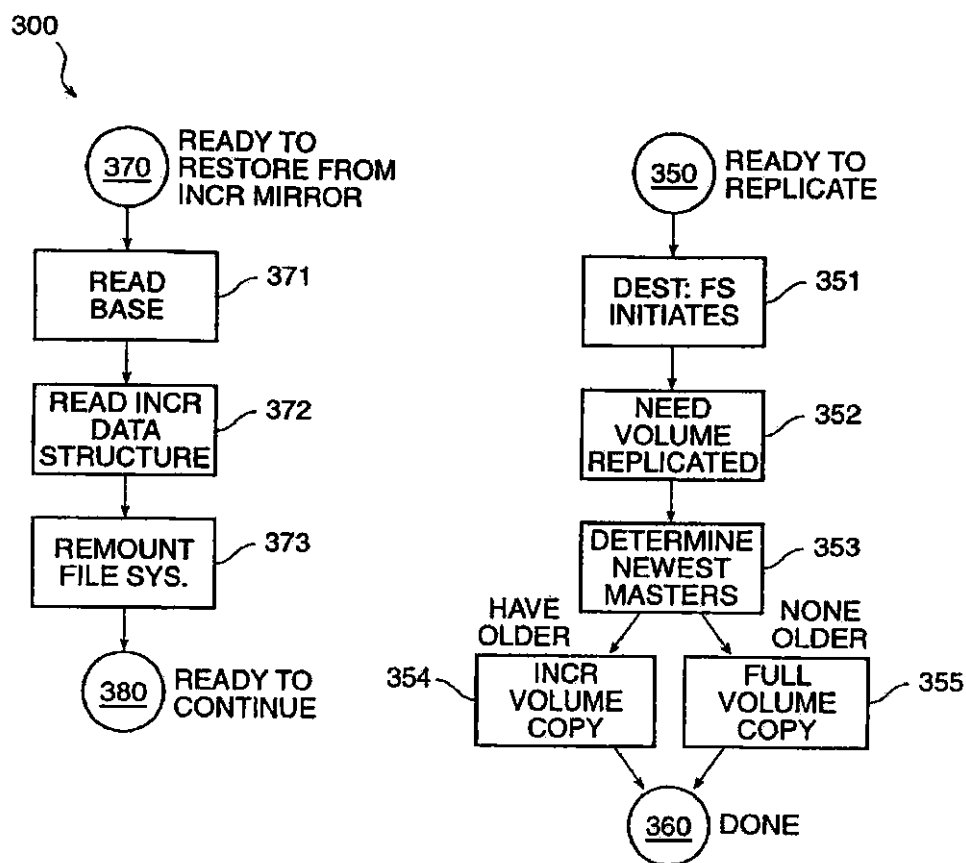 300
370
READY TO
RESTORE FROM
INCR MIRROR
READ
BASE
371
READ INCR
DATA
STRUCTURE
372
REMOUNT
FILE SYS.
373
380
READY TO
CONTINUE
350
READY TO
REPLICATE
DEST: FS
INITIATES
351
NEED
VOLUME
REPLICATED
352
DETERMINE
NEWEST
MASTERS
353
HAVE
OLDER
NONE
OLDER
354
INCR
VOLUME
COPY
FULL
VOLUME
COPY
355
360
DONE